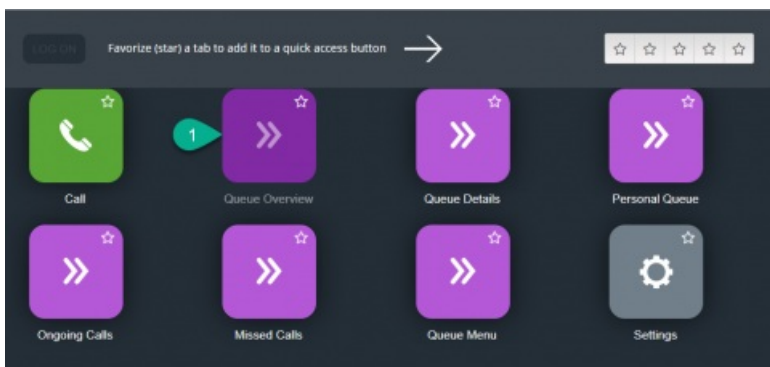 LOG ON
Favorize (star) a tab to add it to a quick access button
1
Call
Queue Overview
Queue Details
Personal Queue
Ongoing Calls
Missed Calls
Queue Menu
Settings